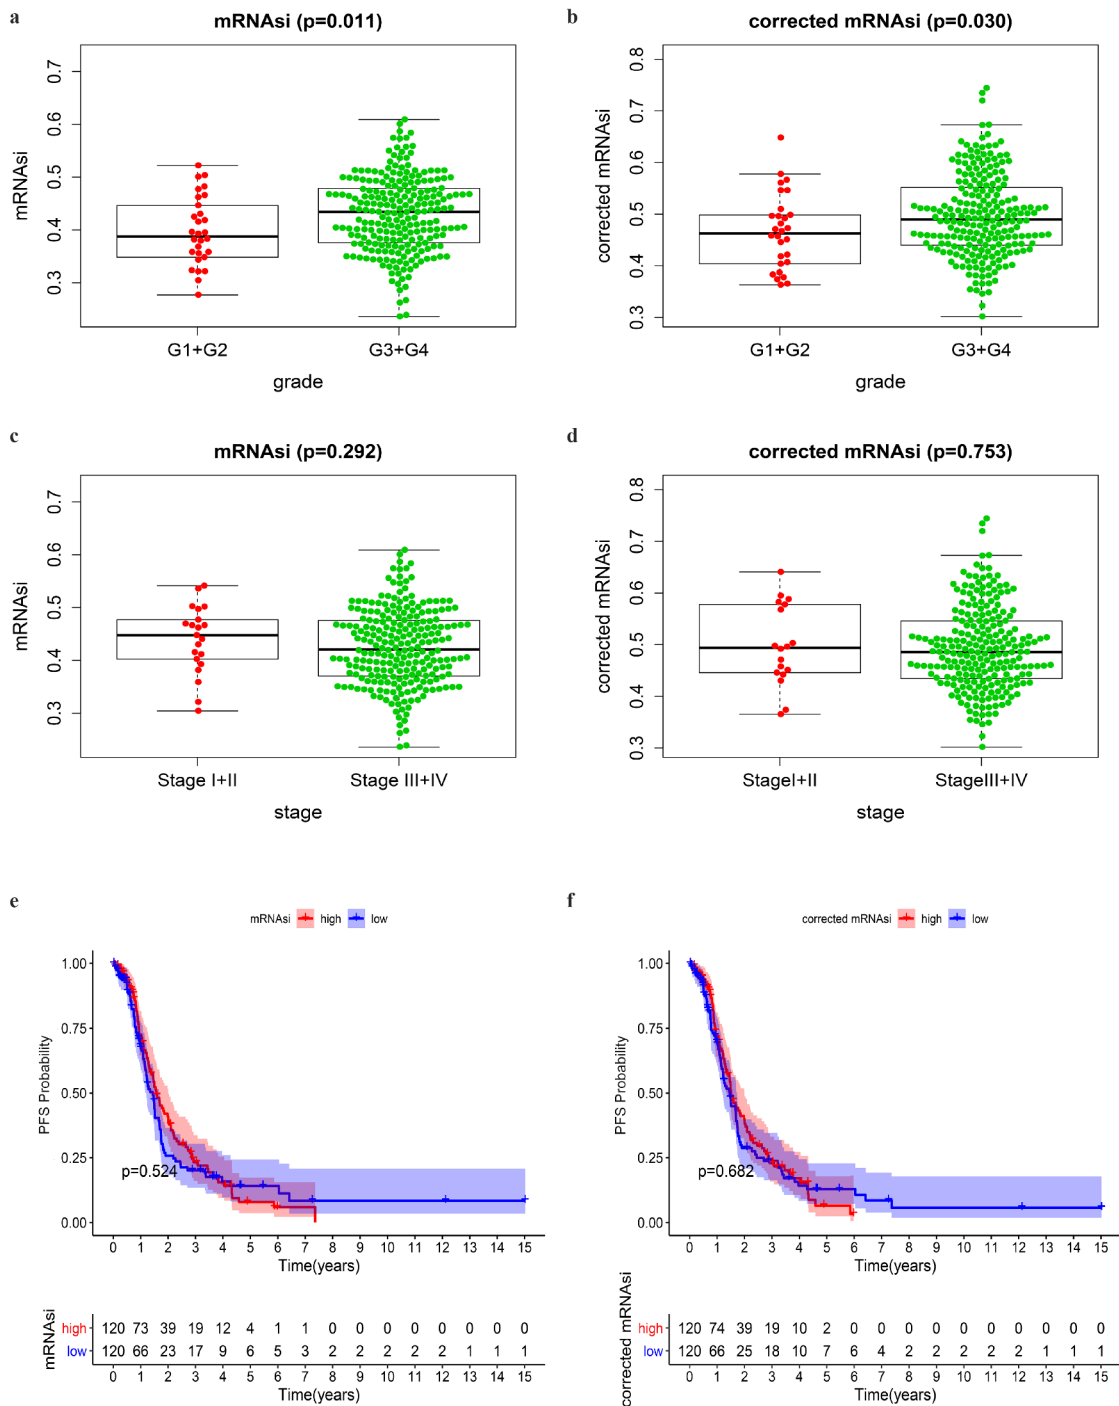 a
mRNAsi (p=0.011)
mRNAsi
0.7
0.6
0.5
0.4
0.3
G1+G2
G3+G4
grade
b
corrected mRNAsi (p=0.030)
corrected mRNAsi
0.8
0.7
0.6
0.5
0.4
0.3
G1+G2
G3+G4
grade
c
mRNAsi (p=0.292)
mRNAsi
0.7
0.6
0.5
0.4
0.3
Stage I+II
Stage III+IV
stage
d
corrected mRNAsi (p=0.753)
corrected mRNAsi
0.8
0.7
0.6
0.5
0.4
0.3
StageI+II
StageIII+IV
stage
e
mRNAsi high low
PFS Probability
1.00
0.75
0.50
0.25
0.00
p=0.524
0 1 2 3 4 5 6 7 8 9 10 11 12 13 14 15
Time(years)
mRNAsi
high 120 73 39 19 12 4 1 1 0 0 0 0 0 0 0 0
low 120 66 23 17 9 6 5 3 2 2 2 2 2 1 1 1
0 1 2 3 4 5 6 7 8 9 10 11 12 13 14 15
Time(years)
f
corrected mRNAsi high low
PFS Probability
1.00
0.75
0.50
0.25
0.00
p=0.682
0 1 2 3 4 5 6 7 8 9 10 11 12 13 14 15
Time(years)
corrected mRNAsi
high 120 74 39 19 10 2 0 0 0 0 0 0 0 0 0 0
low 120 66 25 18 10 7 6 4 2 2 2 2 2 1 1 1
0 1 2 3 4 5 6 7 8 9 10 11 12 13 14 15
Time(years)